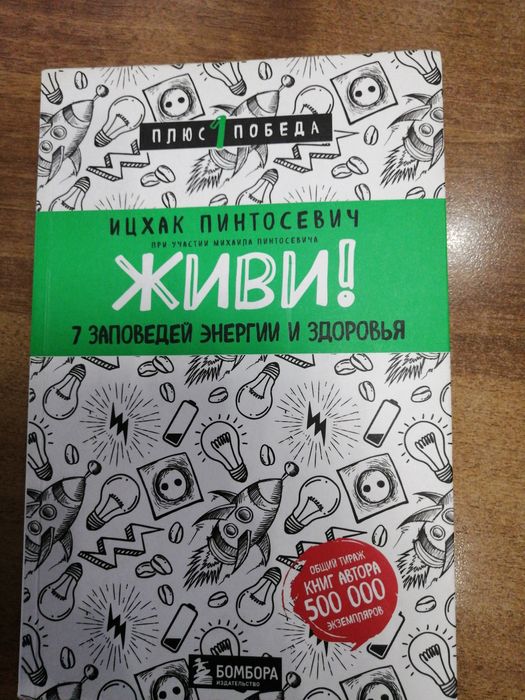 ПЛЮС 1 ПОБЕДА
ИЦХАК ПИНТОСЕВИЧ
ПРИ УЧАСТИИ МИХАИЛА ПИНТОСЕВИЧА
ЖИВИ!
7 ЗАПОВЕДЕЙ ЭНЕРГИИ И ЗДОРОВЬЯ
ОБЩИЙ ТИРАЖ
КНИГ АВТОРА
500 000
ЭКЗЕМПЛЯРОВ
БОМБОРА
ИЗДАТЕЛЬСТВО